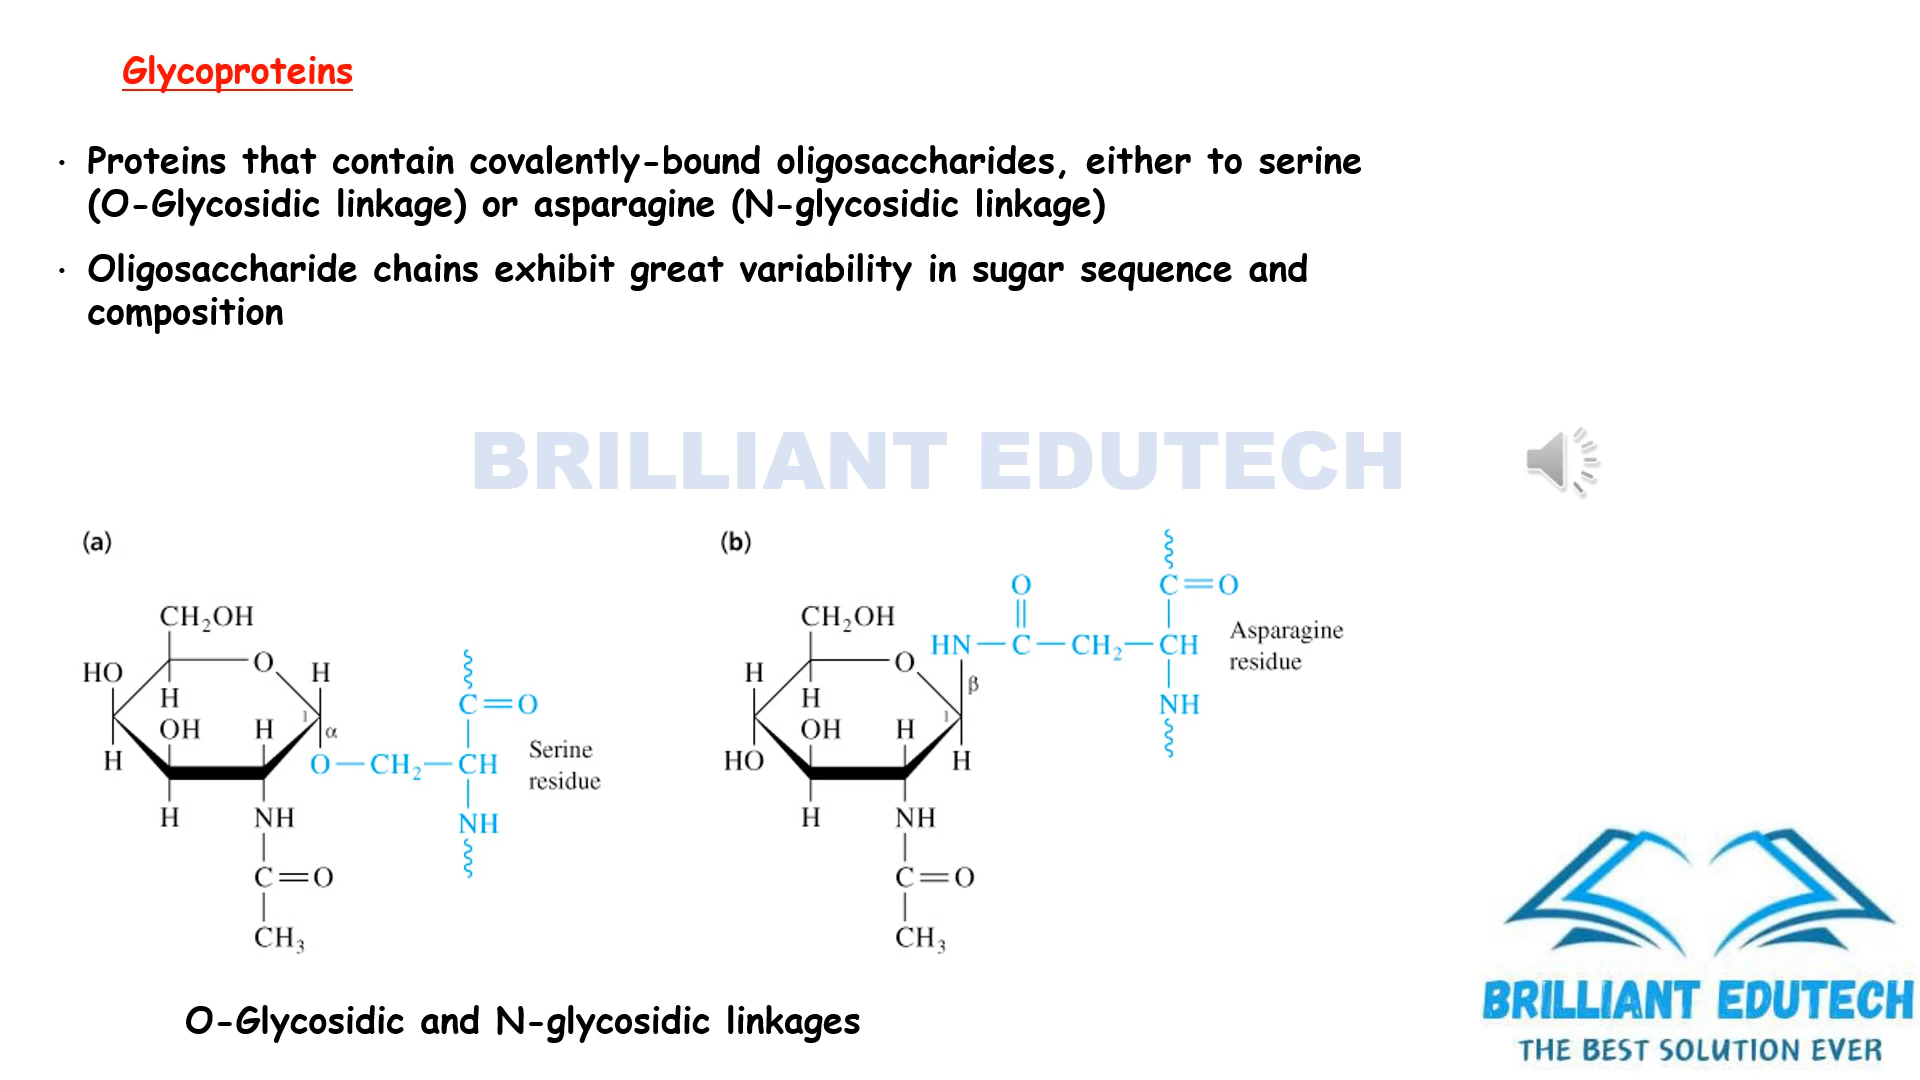 Glycoproteins
· Proteins that contain covalently-bound oligosaccharides, either to serine
(O-Glycosidic linkage) or asparagine (N-glycosidic linkage)
· Oligosaccharide chains exhibit great variability in sugar sequence and
composition
BRILLIANT EDUTECH
(a)
CH₂OH
HO
O
H
H
OH
H
H
1
α
O—CH₂—CH
C=O
NH
Serine
residue
H
NH
C=O
CH₃
(b)
CH₂OH
H
O
H
OH
H
HO
1
β
H
HN—C—CH₂—CH
O
C=O
NH
Asparagine
residue
H
NH
C=O
CH₃
O-Glycosidic and N-glycosidic linkages
BRILLIANT EDUTECH
THE BEST SOLUTION EVER